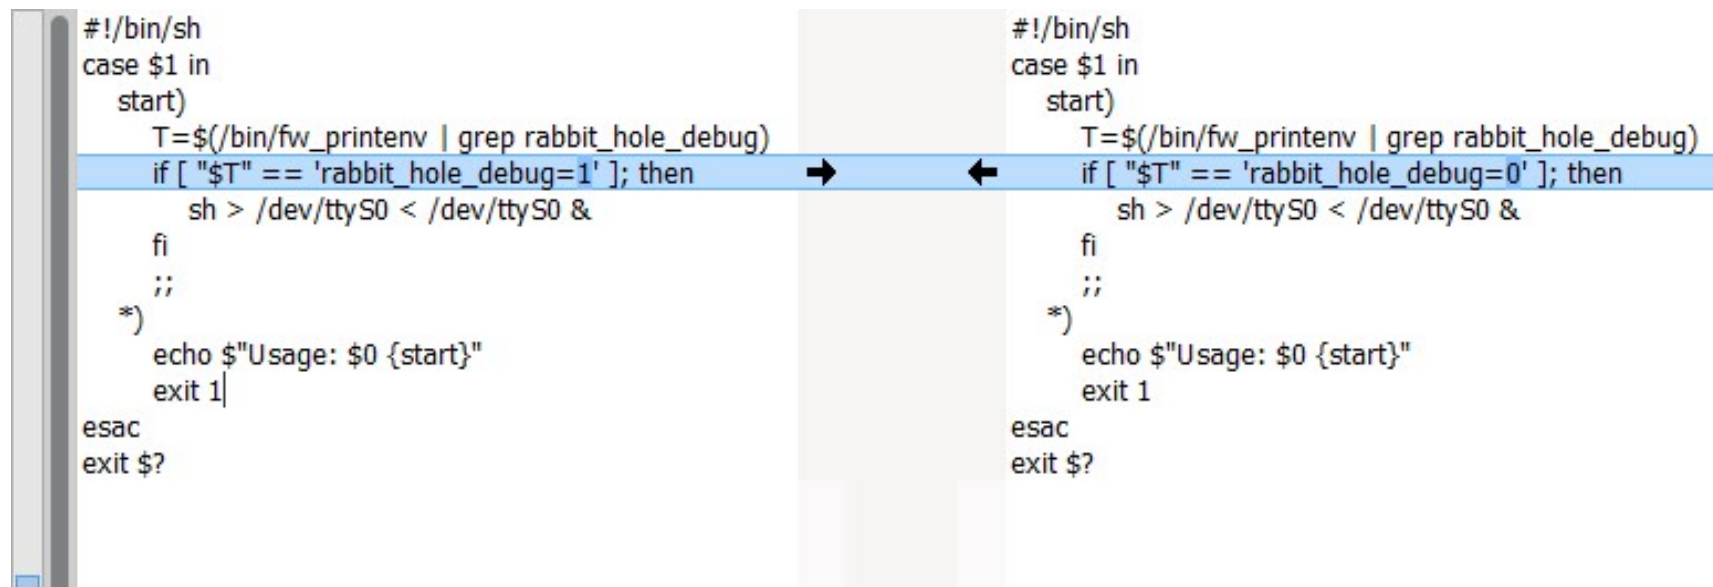 #!/bin/sh
case $1 in
start)
T=$(/bin/fw_printenv | grep rabbit_hole_debug)
if [ "$T" == 'rabbit_hole_debug=1' ]; then
sh > /dev/ttyS0 < /dev/ttyS0 &
fi
;;
*)
echo $"Usage: $0 {start}"
exit 1
esac
exit $?
#!/bin/sh
case $1 in
start)
T=$(/bin/fw_printenv | grep rabbit_hole_debug)
if [ "$T" == 'rabbit_hole_debug=0' ]; then
sh > /dev/ttyS0 < /dev/ttyS0 &
fi
;;
*)
echo $"Usage: $0 {start}"
exit 1
esac
exit $?